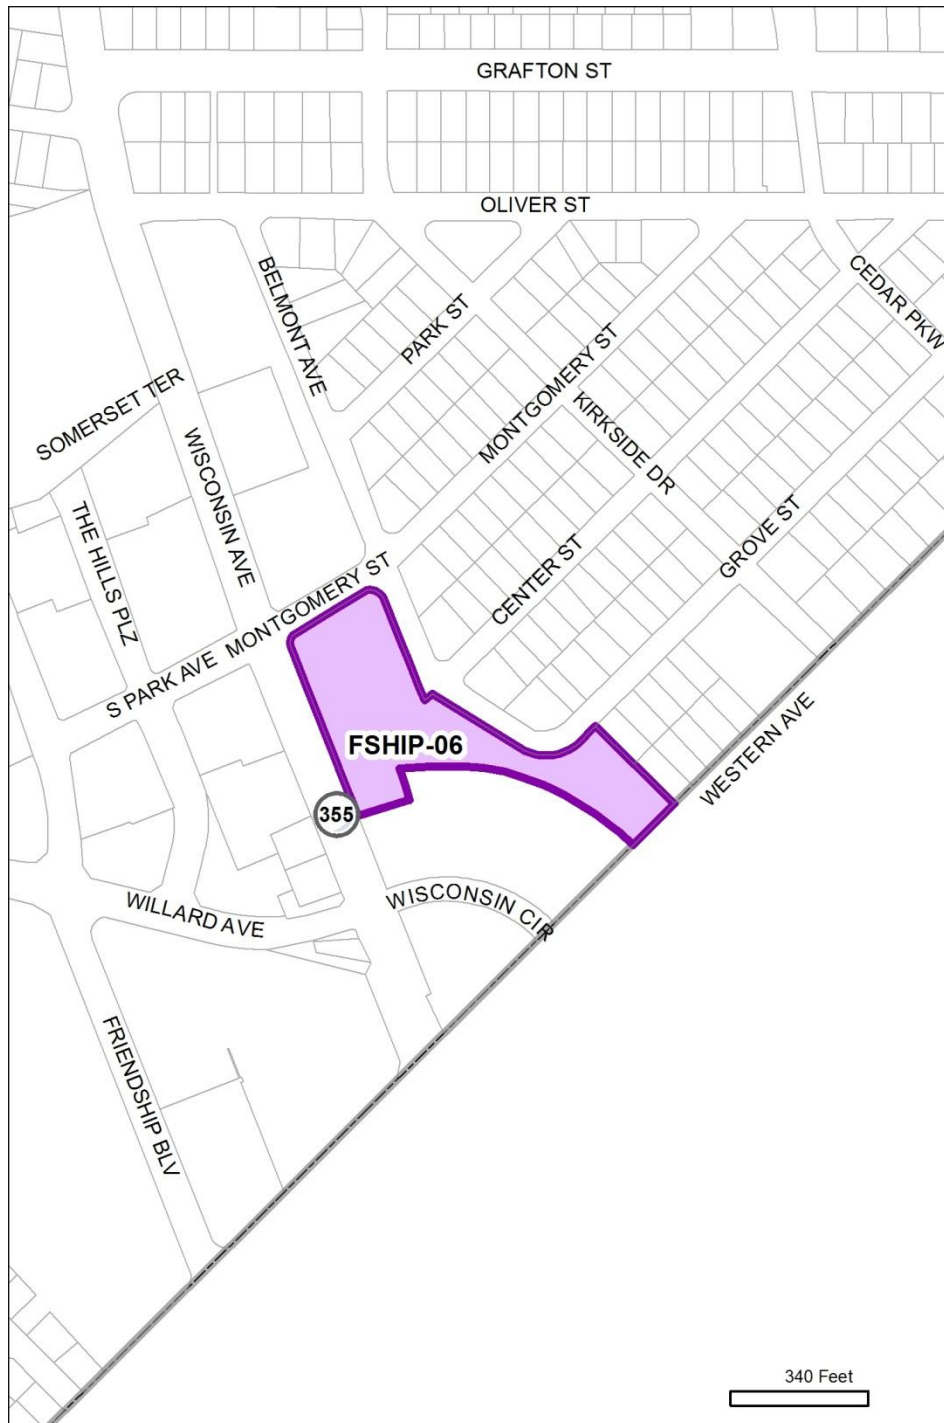 GRAFTON ST
OLIVER ST
BELMONT AVE
CEDAR PKW
PARK ST
MONTGOMERY ST
SOMERSET TER
KIRKSIDE DR
WISCONSIN AVE
THE HILLS PLZ
GROVE ST
CENTER ST
S PARK AVE
MONTGOMERY ST
WESTERN AVE
FSHIP-06
355
WISCONSIN CIR
WILLARD AVE
FRIENDSHIP BLV
340 Feet